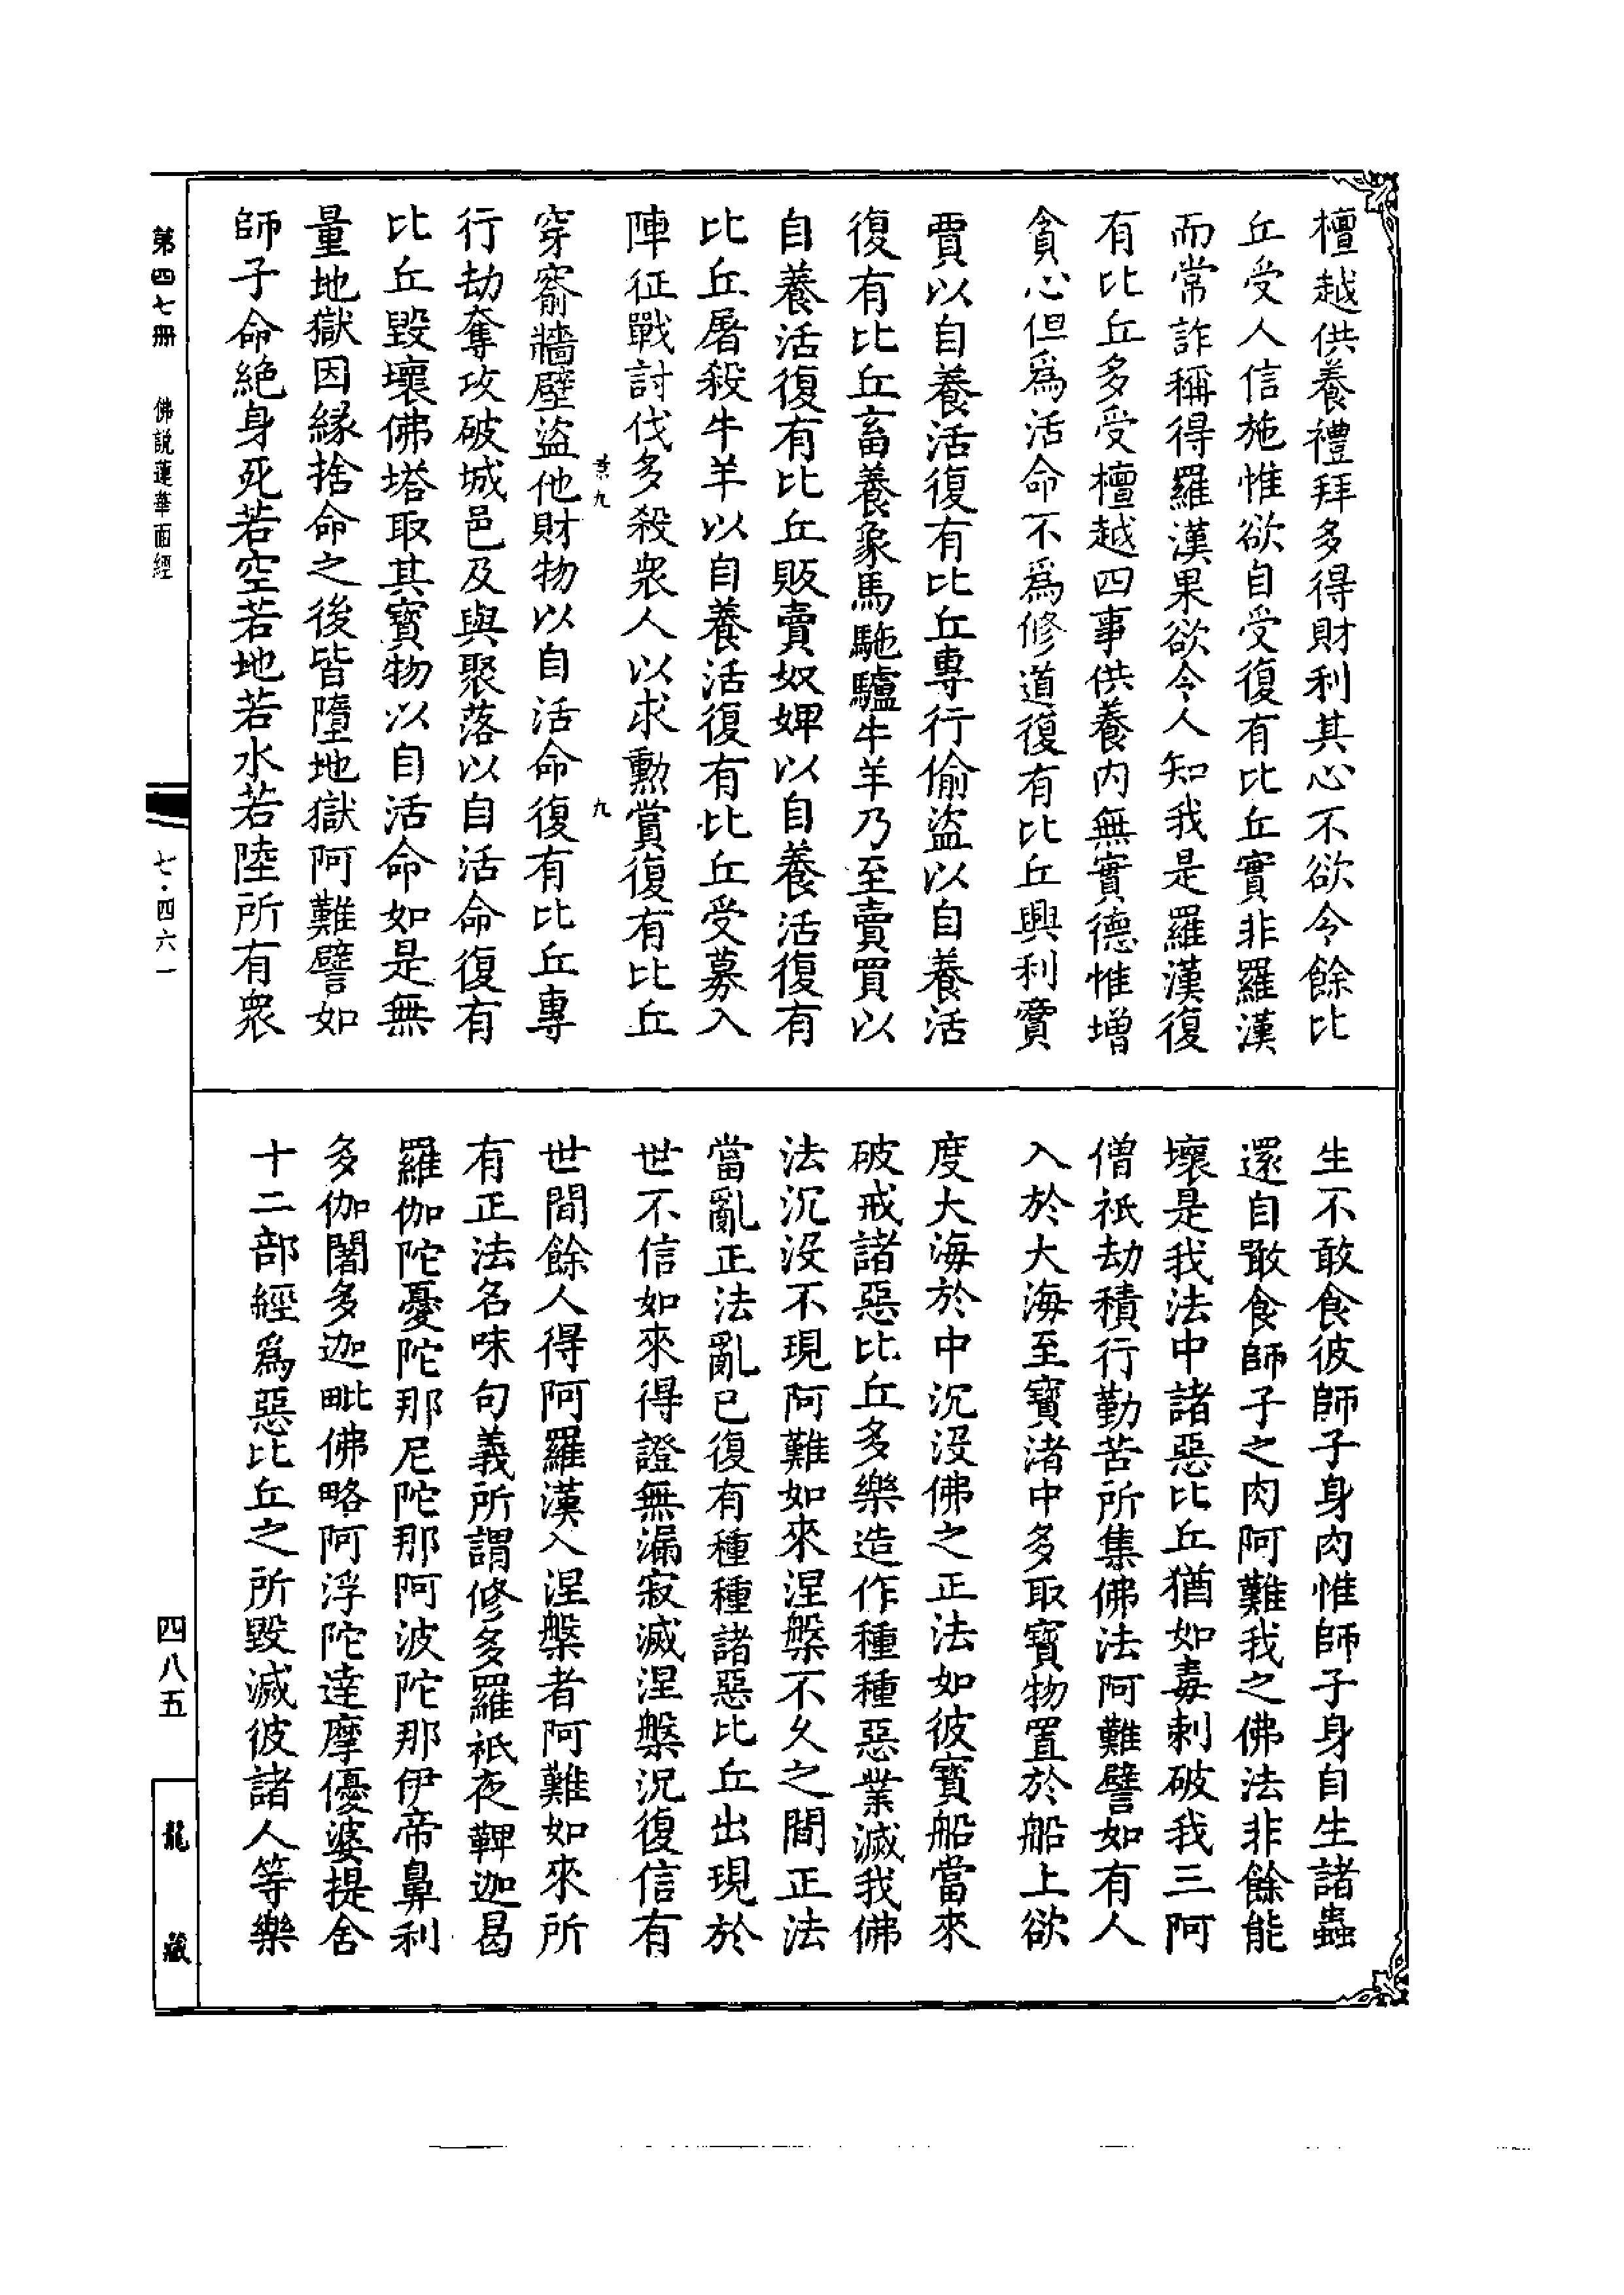 檀越供養禮拜多得財利其心不欲令餘比
丘受人信施惟欲自受復有比丘實非羅漢
而常詐稱得羅漢果欲令人知我是羅漢復
有比丘多受檀越四事供養内無實德惟增
貪心但爲活命不爲修道復有比丘興利賣
賈以自養活復有比丘專行偷盜以自養活
復有比丘畜養象馬駞驢牛羊乃至賣買以
自養活復有比丘販賣奴婢以自養活復有
比丘屠殺牛羊以自養活復有比丘受募入
陣征戰討伐多殺衆人以求勳賞復有比丘
景九
九
穿窬牆壁盜他財物以自活命復有比丘專
行劫奪攻破城邑及與聚落以自活命復有
比丘毀壞佛塔取其寶物以自活命如是無
量地獄因緣捨命之後皆墮地獄阿難譬如
師子命絕身死若空若地若水若陸所有衆
生不敢食彼師子身肉惟師子身自生諸蟲
還自噉食師子之肉阿難我之佛法非餘能
壞是我法中諸惡比丘猶如毒刺破我三阿
僧祇劫積行勤苦所集佛法阿難譬如有人
入於大海至寶渚中多取寶物置於船上欲
度大海於中沉没佛之正法如彼寶船當來
破戒諸惡比丘多樂造作種種惡業滅我佛
法沉没不現阿難如來涅槃不久之間正法
當亂正法亂已復有種種諸惡比丘出現於
世不信如來得證無漏寂滅涅槃況復信有
世間餘人得阿羅漢入涅槃者阿難如來所
有正法名味句義所謂修多羅祇夜鞞迦曷
羅伽陀憂陀那尼陀那阿波陀那伊帝鼻利
多伽闍多迦毗佛略阿浮陀達摩優婆提舍
十二部經爲惡比丘之所毀滅彼諸人等樂
第四七册
佛説蓮華面經
七·四六一
四八五
龍藏